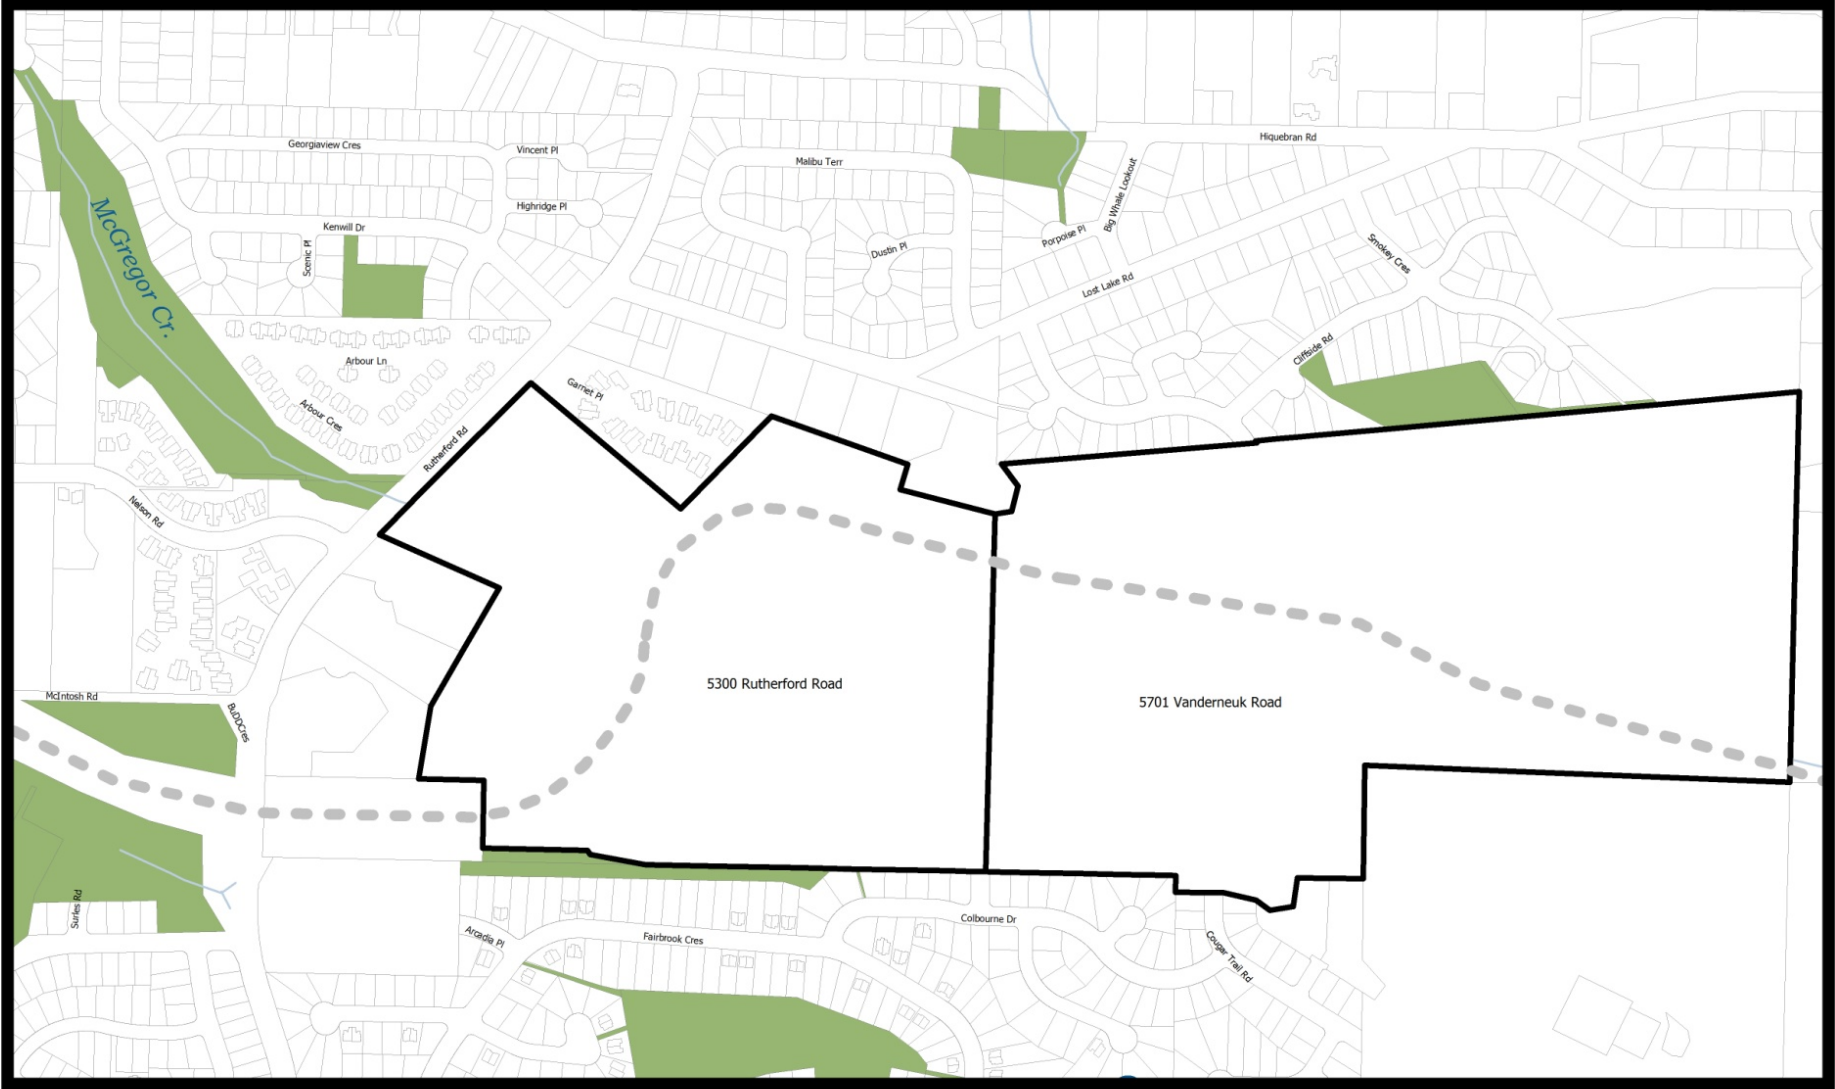 Hiquebran Rd
Georgiaview Cres
Vincent Pl
Malibu Terr
Big Whale Lookout
McGregor Cr.
Highridge Pl
Kenwill Dr
Scenic Pl
Dustin Pl
Porpoise Pl
Smokey Cres
Lost Lake Rd
Cliffside Rd
Arbour Ln
Garnet Pl
Arbour Cres
Rutherford Rd
Nelson Rd
5300 Rutherford Road
5701 Vanderneuk Road
McIntosh Rd
Surles Rd
Colbourne Dr
Arcadia Pl
Fairbrook Cres
Cougar Trail Rd